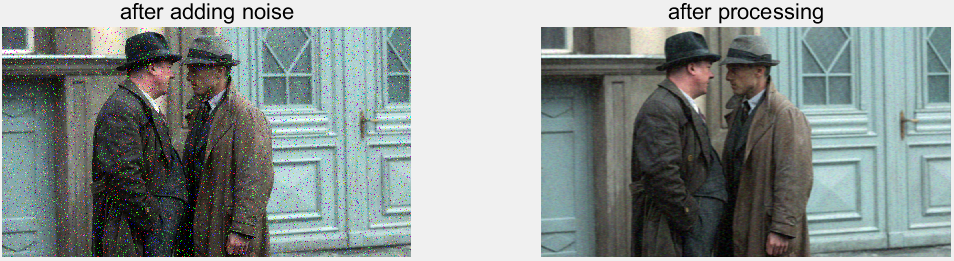 after adding noise
after processing